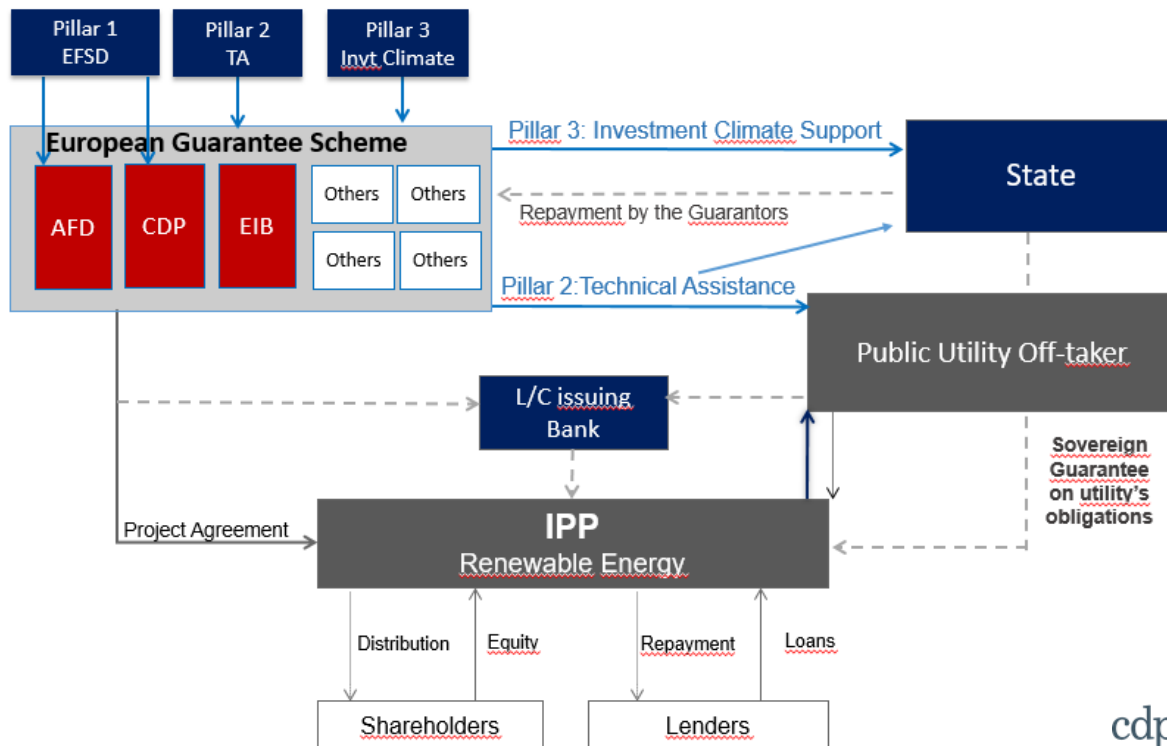 Pillar 1
EFSD
Pillar 2
TA
Pillar 3
Invt Climate
European Guarantee Scheme
AFD
CDP
EIB
Others
Others
Others
Others
Pillar 3: Investment Climate Support
State
Repayment by the Guarantors
Pillar 2:Technical Assistance
Public Utility Off-taker
L/C issuing
Bank
Sovereign
Guarantee
on utility's
obligations
Project Agreement
IPP
Renewable Energy
Distribution
Equity
Repayment
Loans
Shareholders
Lenders
cdp